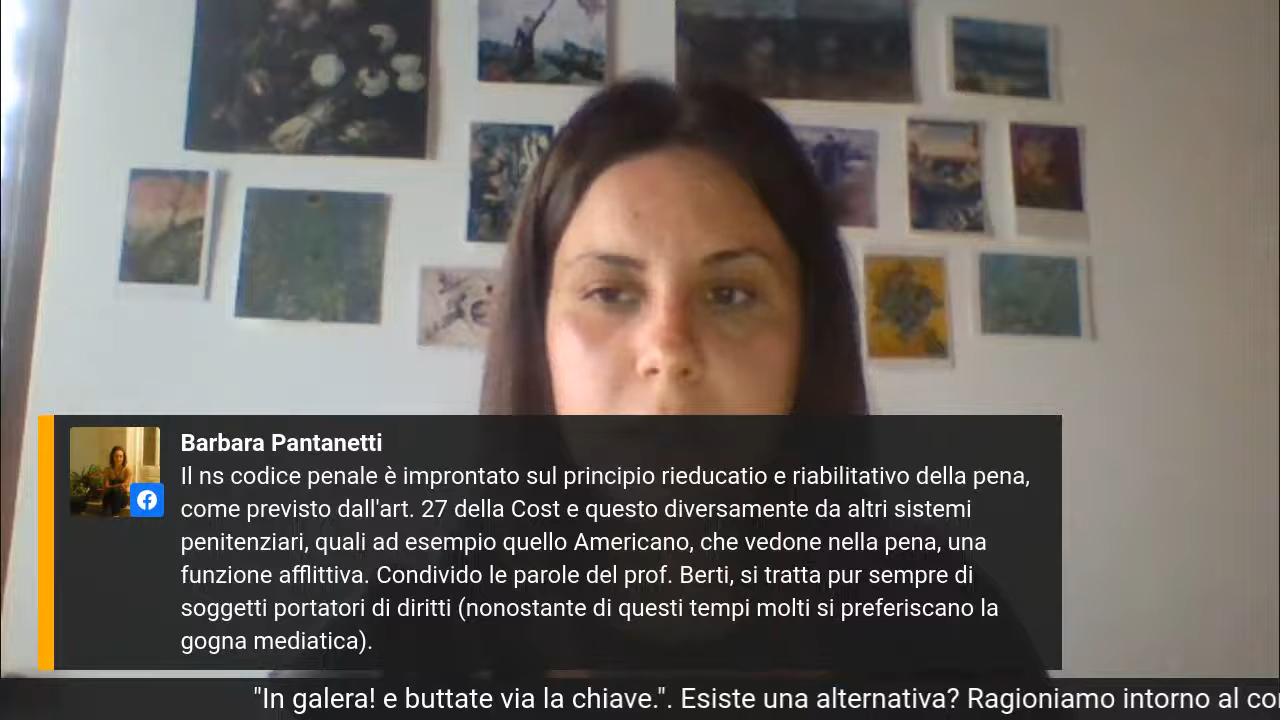 Barbara Pantanetti
Il ns codice penale è improntato sul principio rieducatio e riabilitativo della pena,
come previsto dall'art. 27 della Cost e questo diversamente da altri sistemi
penitenziari, quali ad esempio quello Americano, che vedone nella pena, una
funzione afflittiva. Condivido le parole del prof. Berti, si tratta pur sempre di
soggetti portatori di diritti (nonostante di questi tempi molti si preferiscano la
gogna mediatica).
"In galera! e buttate via la chiave.". Esiste una alternativa? Ragioniamo intorno al